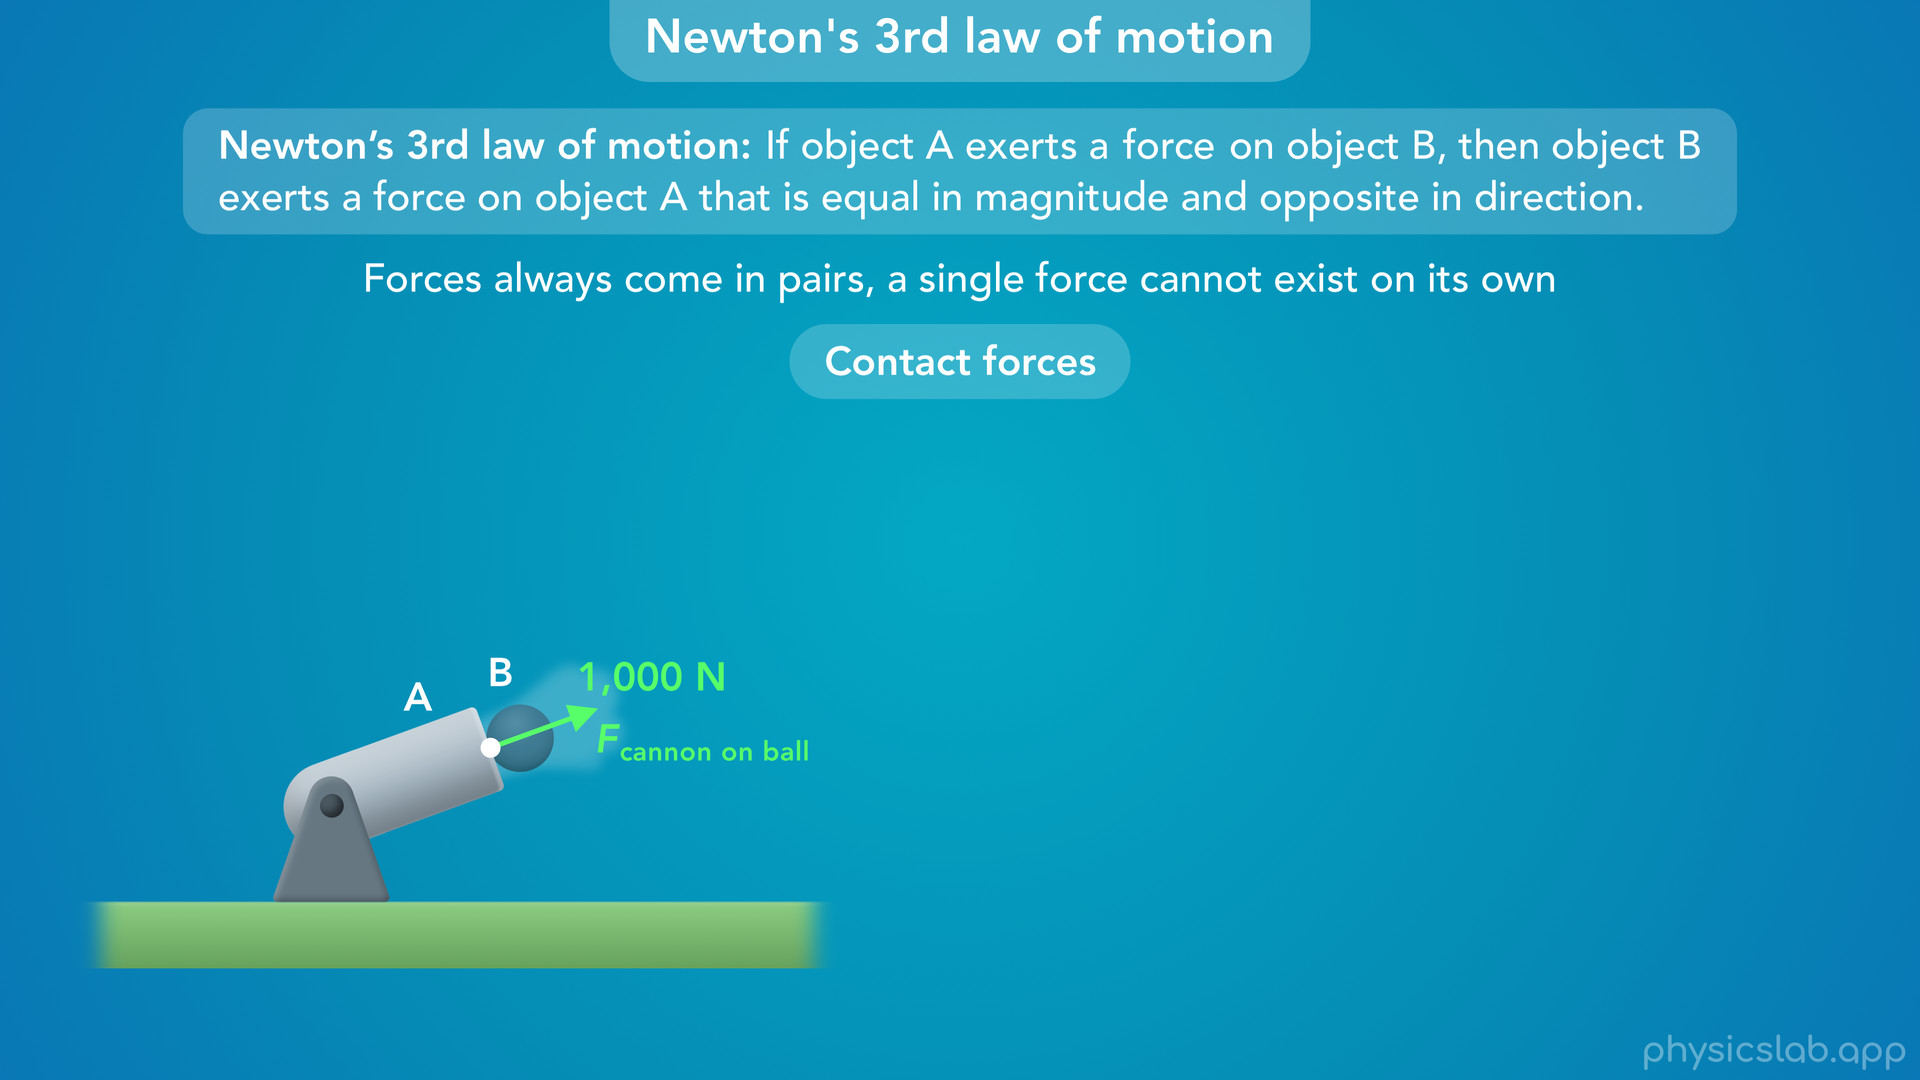 Newton's 3rd law of motion
Newton’s 3rd law of motion: If object A exerts a force on object B, then object B
exerts a force on object A that is equal in magnitude and opposite in direction.
Forces always come in pairs, a single force cannot exist on its own
Contact forces
A
B
1,000 N
F cannon on ball
physicslab.app